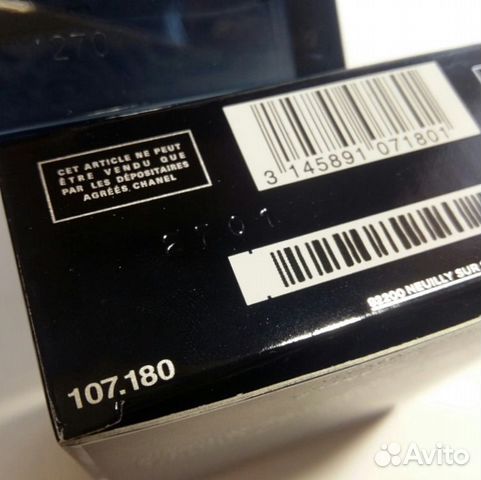 1270
CET ARTICLE NE PEUT
ÊTRE VENDU QUE
PAR LES DÉPOSITAIRES
AGRÉÉS, CHANEL
3 145891 071801
2701
92200 NEUILLY SUR
107.180
Avito